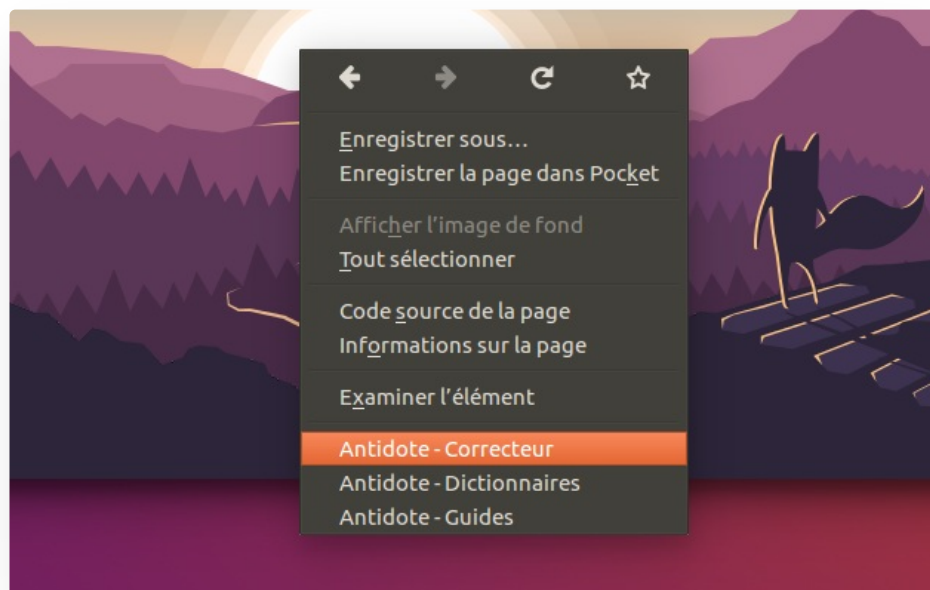 Enregistrer sous…
Enregistrer la page dans Pocket
Afficher l’image de fond
Tout sélectionner
Code source de la page
Informations sur la page
Examiner l’élément
Antidote - Correcteur
Antidote - Dictionnaires
Antidote - Guides